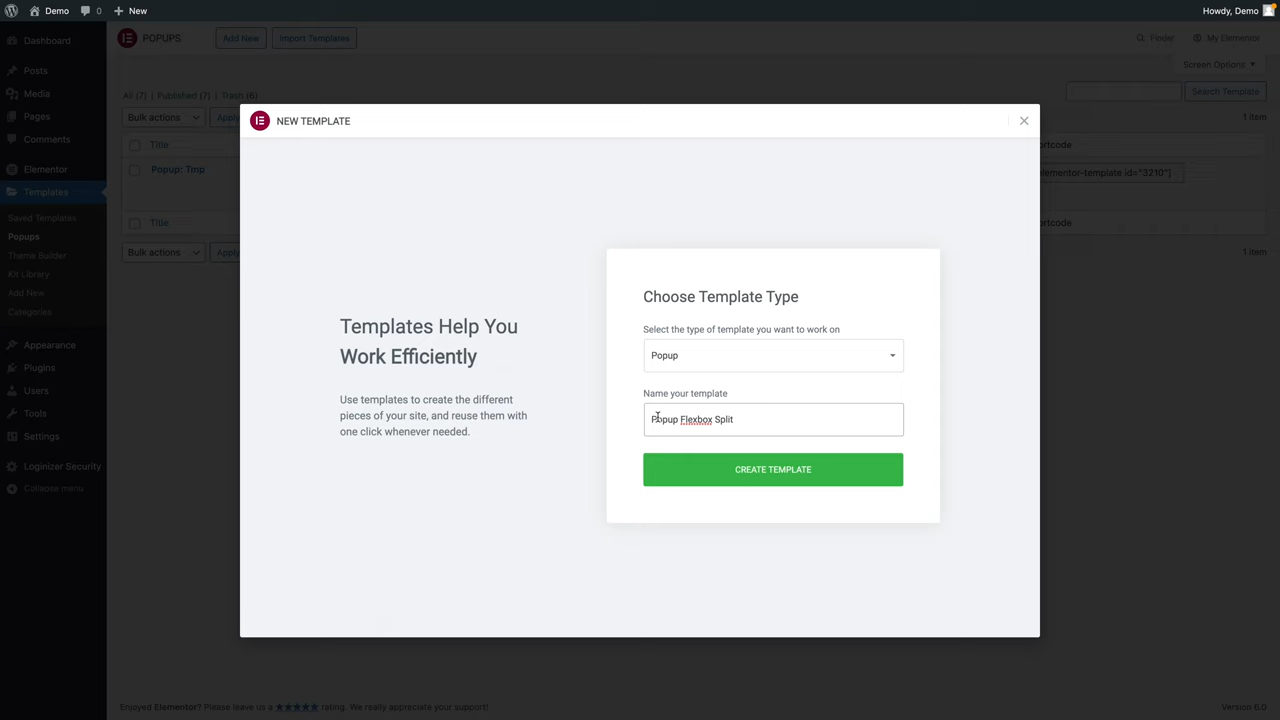 Demo
0
New
Howdy, Demo
Dashboard
Posts
Media
Pages
Comments
Elementor
Templates
Saved Templates
Popups
Theme Builder
Kit Library
Add New
Categories
Appearance
Plugins
Users
Tools
Settings
Loginizer Security
Collapse menu
POPUPS
Add New
Import Templates
Finder
My Elementor
Screen Options
All (7) | Published (7) | Trash (6)
Search Template
Bulk actions
Apply
1 item
Title
ortcode
Popup: Tmp
elementor-template id="3210"]
Title
ortcode
Bulk actions
Apply
1 item
NEW TEMPLATE
Templates Help You
Work Efficiently
Use templates to create the different
pieces of your site, and reuse them with
one click whenever needed.
Choose Template Type
Select the type of template you want to work on
Popup
Name your template
Popup Flexbox Split
CREATE TEMPLATE
Enjoyed Elementor? Please leave us a ★★★★★ rating. We really appreciate your support!
Version 6.0